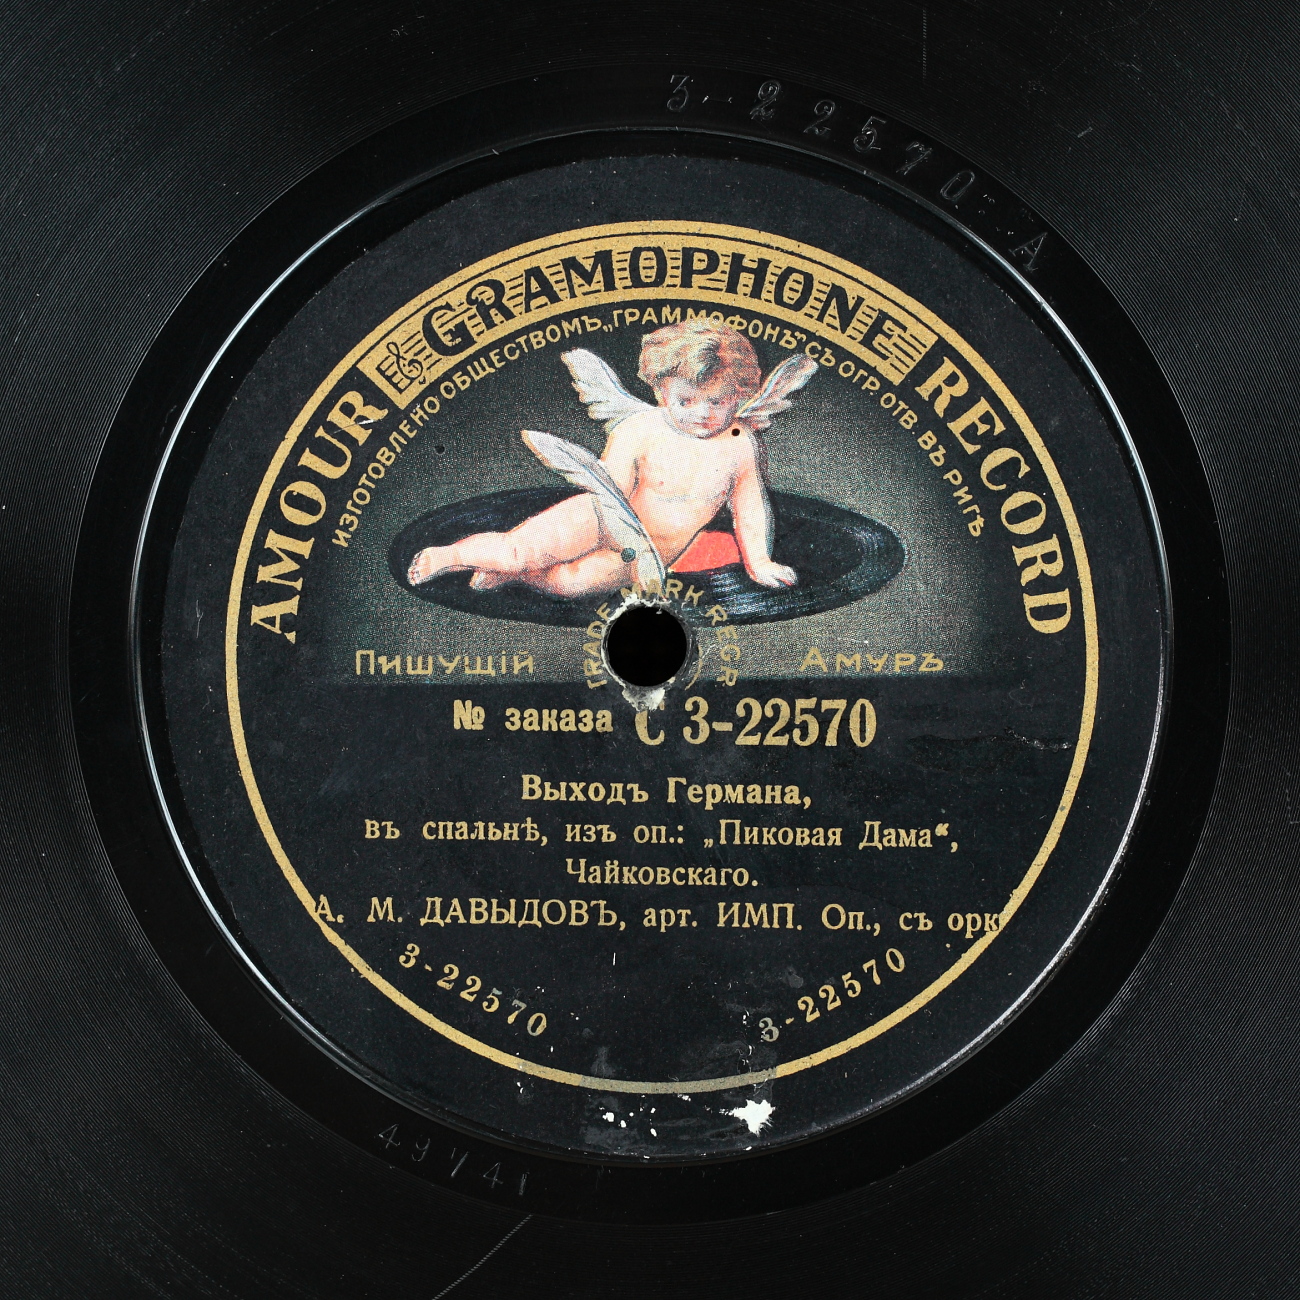 3-22570-A
AMOUR GRAMOPHONE RECORD
ИЗГОТОВЛЕНО ОБЩЕСТВОМЪ „ГРАММОФОНЪ" СЪ ОГР. ОТВ. ВЪ РИГѢ
TRADE MARK REGR
Пишущій Амуръ
№ заказа С 3-22570
Выходъ Германа,
въ спальнѣ, изъ оп.: „Пиковая Дама“,
Чайковскаго.
А. М. ДАВЫДОВЪ, арт. ИМП. Оп., съ орк
3-22570 3-22570
49741